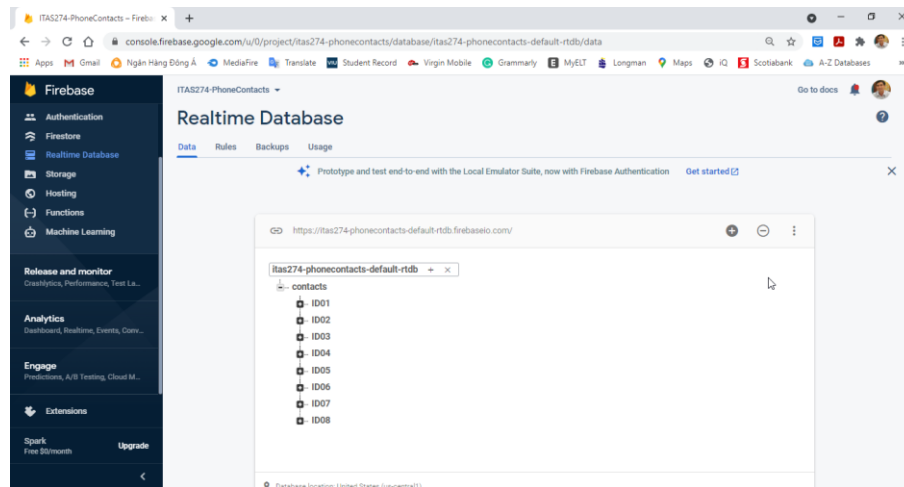 ITAS274-PhoneContacts – Fireba
console.firebase.google.com/u/0/project/itas274-phonecontacts/database/itas274-phonecontacts-default-rtdb/data
Apps Gmail Ngân Hàng Đông Á MediaFire Translate Student Record Virgin Mobile Grammarly MyELT Longman Maps iQ Scotiabank A-Z Databases
Firebase
ITAS274-PhoneContacts
Go to docs
Realtime Database
Data Rules Backups Usage
Prototype and test end-to-end with the Local Emulator Suite, now with Firebase Authentication Get started
Authentication
Firestore
Realtime Database
Storage
Hosting
Functions
Machine Learning
Release and monitor
Crashlytics, Performance, Test La...
Analytics
Dashboard, Realtime, Events, Conv...
Engage
Predictions, A/B Testing, Cloud M...
Extensions
Spark
Free $0/month
Upgrade
https://itas274-phonecontacts-default-rtdb.firebaseio.com/
itas274-phonecontacts-default-rtdb
contacts
ID01
ID02
ID03
ID04
ID05
ID06
ID07
ID08
Database location: United States (us-central1)